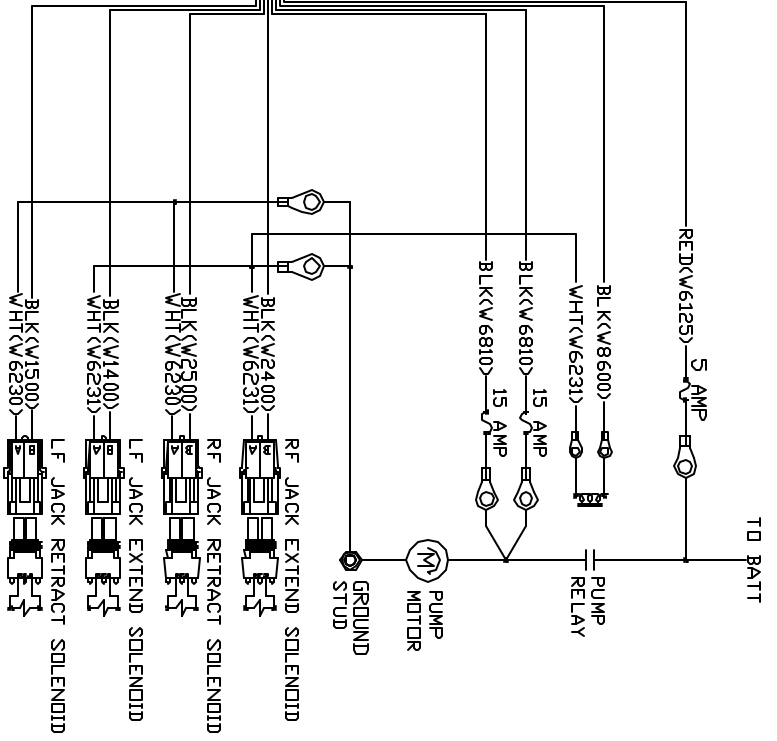 RED(W6125)
5 AMP
BLK(W6810)
15 AMP
BLK(W6810)
15 AMP
WHT(W6231)
BLK(W8600)
BLK(W1500)
WHT(W6230)
BLK(W1400)
WHT(W6231)
BLK(W2500)
WHT(W6230)
BLK(W2400)
WHT(W6231)
B
A
B
A
B
A
B
A
LF JACK RETRACT SOLENOID
LF JACK EXTEND SOLENOID
RF JACK RETRACT SOLENOID
RF JACK EXTEND SOLENOID
GROUND
STUD
M
PUMP
MOTOR
PUMP
RELAY
TO BATT